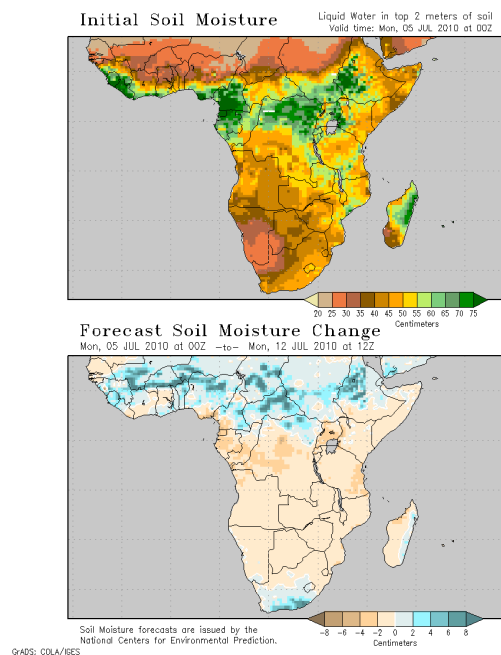 Initial Soil Moisture
Liquid Water in top 2 meters of soil
Valid time: Mon, 05 JUL 2010 at 00Z
20 25 30 35 40 45 50 55 60 65 70 75
Centimeters
Forecast Soil Moisture Change
Mon, 05 JUL 2010 at 00Z -to- Mon, 12 JUL 2010 at 12Z
Soil Moisture forecasts are issued by the
National Centers for Environmental Prediction.
-8 -6 -4 -2 0 2 4 6 8
Centimeters
GrADS: COLA/IGES